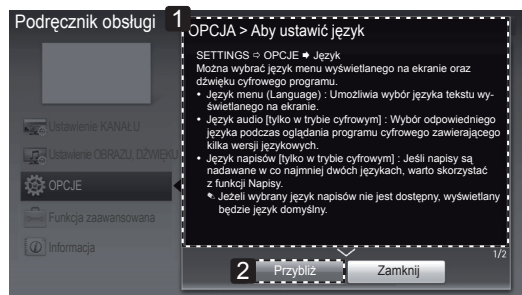 Podręcznik obsługi
1
OPCJA > Aby ustawić język
SETTINGS ⇨ OPCJE ➡ Język
Można wybrać język menu wyświetlanego na ekranie oraz
dźwięku cyfrowego programu.
• Język menu (Language) : Umożliwia wybór języka tekstu wy-
świetlanego na ekranie.
• Język audio [tylko w trybie cyfrowym] : Wybór odpowiedniego
języka podczas oglądania programu cyfrowego zawierającego
kilka wersji językowych.
• Język napisów [tylko w trybie cyfrowym] : Jeśli napisy są
nadawane w co najmniej dwóch językach, warto skorzystać
z funkcji Napisy.
✎ Jeżeli wybrany język napisów nie jest dostępny, wyświetlany
będzie język domyślny.
Ustawienie KANAŁU
Ustawienie OBRAZU, DŹWIĘKU
OPCJE
Funkcja zaawansowana
Informacja
1/2
2
Przybliż
Zamknij